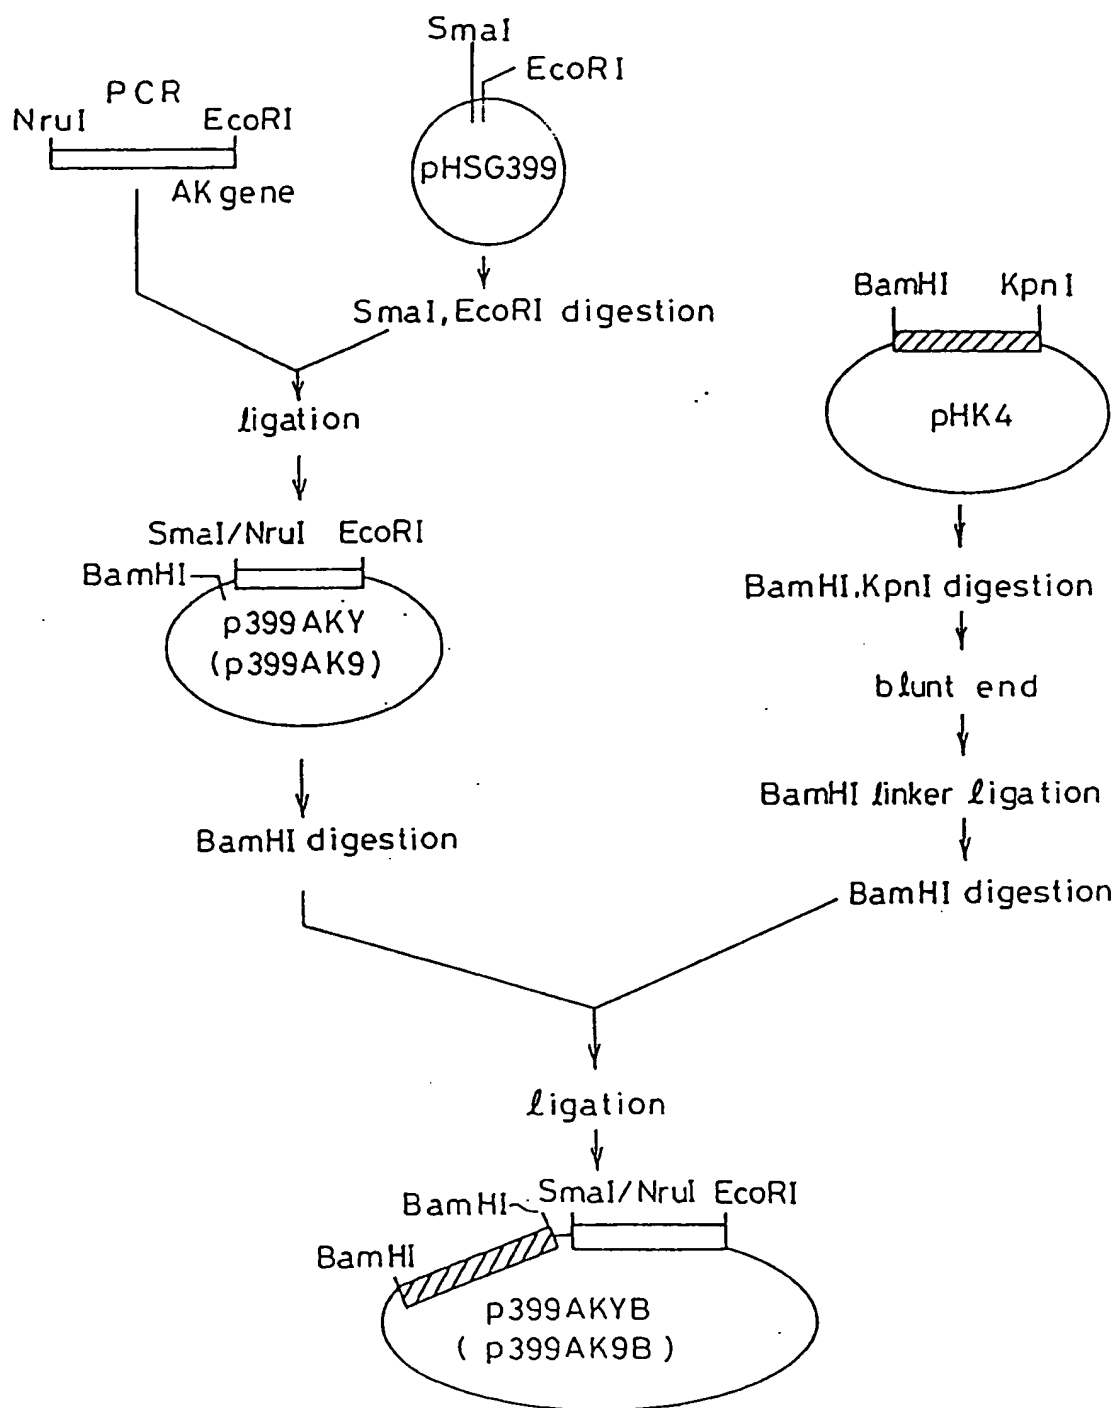 SmaI
EcoRI
PCR
NruI
EcoRI
AK gene
pHSG399
SmaI, EcoRI digestion
ligation
BamHI
KpnI
pHK4
BamHI.KpnI digestion
blunt end
BamHI linker ligation
BamHI digestion
SmaI/NruI
EcoRI
BamHI
p399AKY
(p399AK9)
BamHI digestion
ligation
BamHI
SmaI/NruI
EcoRI
BamHI
p399AKYB
( p399AK9B )